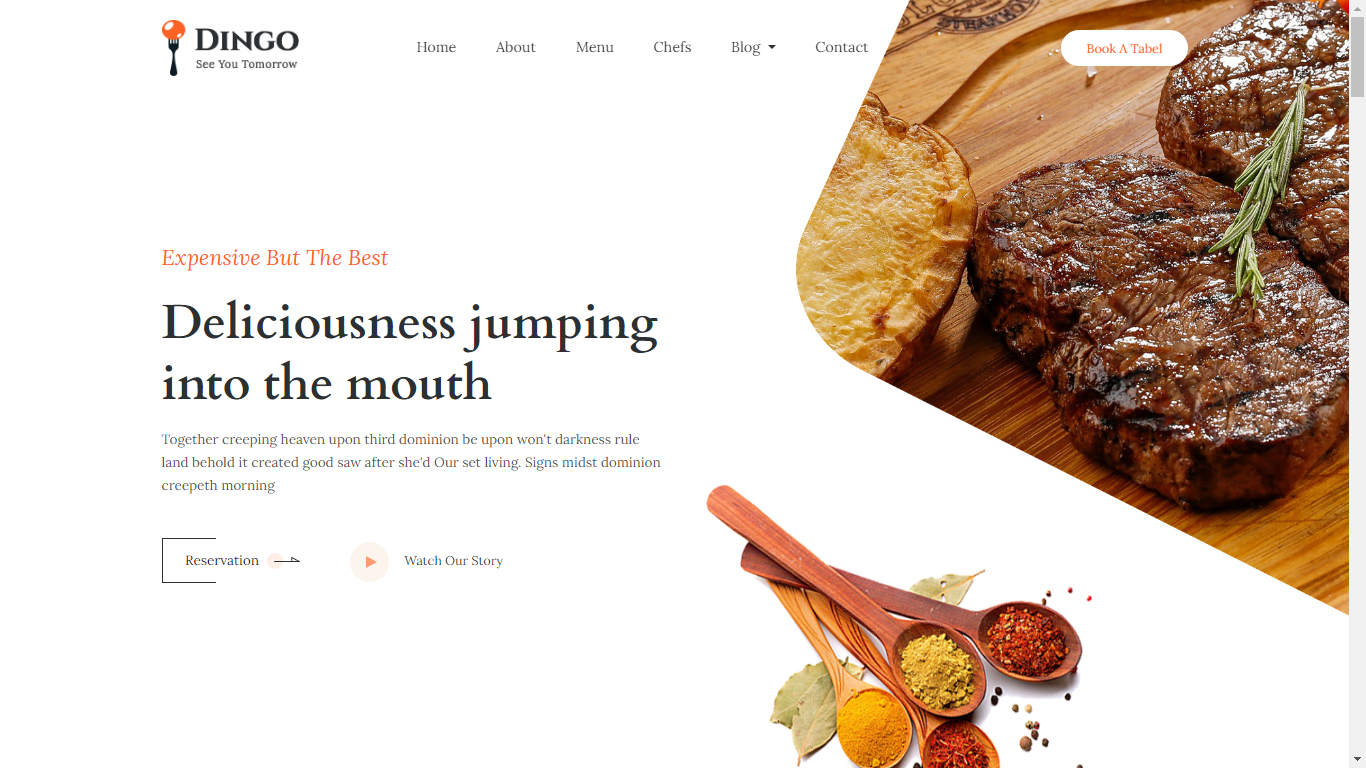 DINGO
See You Tomorrow
Home
About
Menu
Chefs
Blog
Contact
Book A Tabel
Expensive But The Best
Deliciousness jumping
into the mouth
Together creeping heaven upon third dominion be upon won't darkness rule
land behold it created good saw after she'd Our set living. Signs midst dominion
creepeth morning
Reservation
Watch Our Story